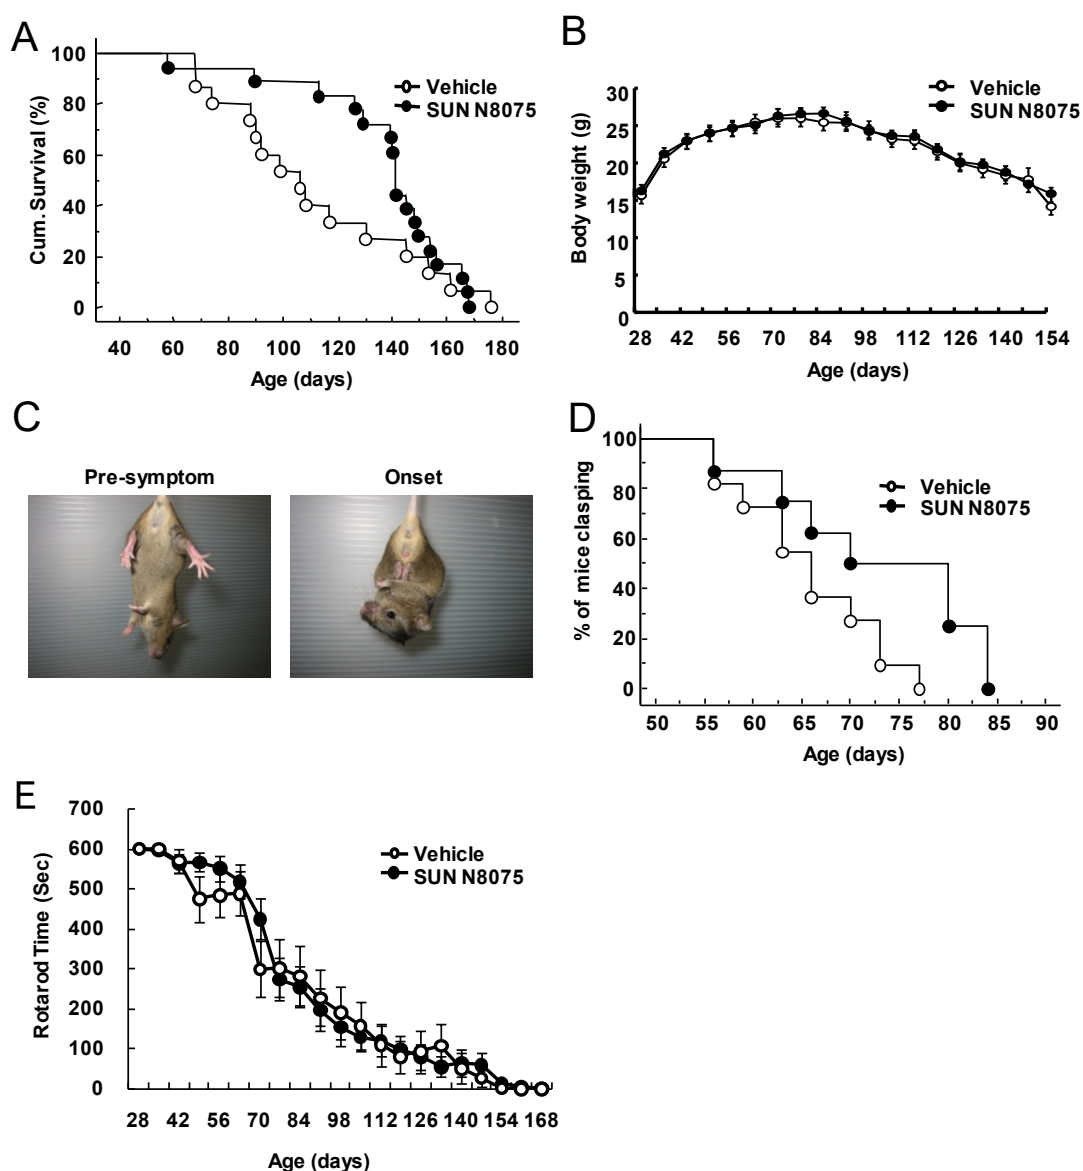 A
Cum. Survival (%)
100
80
60
40
20
0
Vehicle
SUN N8075
40 60 80 100 120 140 160 180
Age (days)
B
Body weight (g)
30
25
20
15
10
5
0
Vehicle
SUN N8075
28 42 56 70 84 98 112 126 140 154
Age (days)
C
Pre-symptom
Onset
D
% of mice clasping
100
80
60
40
20
0
Vehicle
SUN N8075
50 55 60 65 70 75 80 85 90
Age (days)
E
Rotarod Time (Sec)
700
600
500
400
300
200
100
0
Vehicle
SUN N8075
28 42 56 70 84 98 112 126 140 168
Age (days)